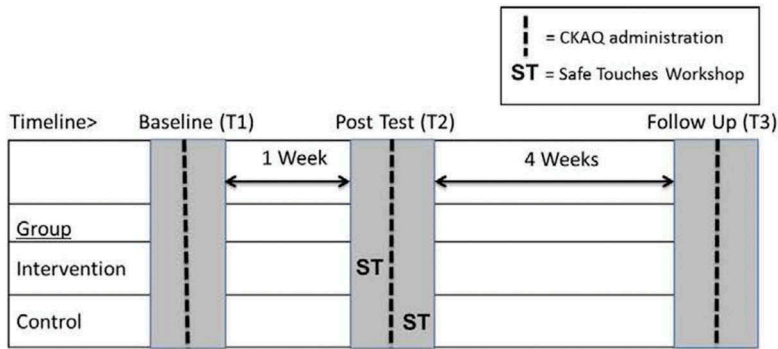 = CKAQ administration
ST = Safe Touches Workshop
Timeline> Baseline (T1) Post Test (T2) Follow Up (T3)
1 Week 4 Weeks
Group
Intervention ST
Control ST